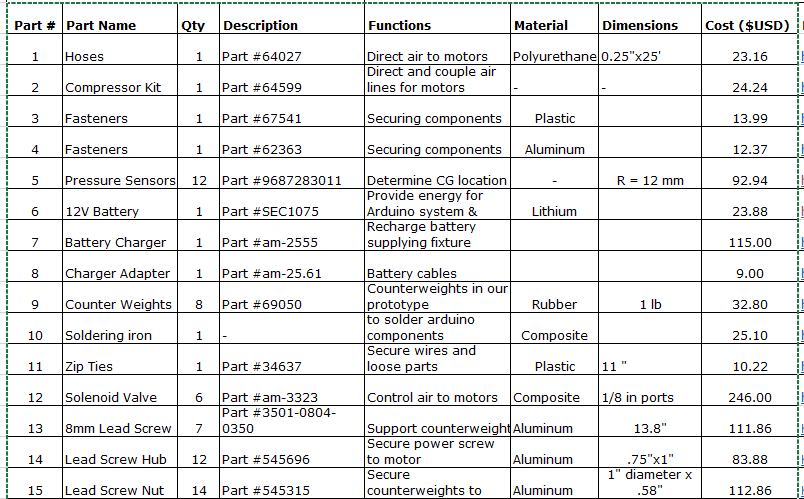 Part # Part Name Qty Description Functions Material Dimensions Cost ($USD)
1 Hoses 1 Part #64027 Direct air to motors Polyurethane 0.25"x25' 23.16
2 Compressor Kit 1 Part #64599 Direct and couple air lines for motors - - 24.24
3 Fasteners 1 Part #67541 Securing components Plastic 13.99
4 Fasteners 1 Part #62363 Securing components Aluminum 12.37
5 Pressure Sensors 12 Part #9687283011 Determine CG location - R = 12 mm 92.94
6 12V Battery 1 Part #SEC1075 Provide energy for Arduino system & Lithium 23.88
7 Battery Charger 1 Part #am-2555 Recharge battery supplying fixture 115.00
8 Charger Adapter 1 Part #am-25.61 Battery cables 9.00
9 Counter Weights 8 Part #69050 Counterweights in our prototype Rubber 1 lb 32.80
10 Soldering iron 1 - to solder arduino components Composite 25.10
11 Zip Ties 1 Part #34637 Secure wires and loose parts Plastic 11 " 10.22
12 Solenoid Valve 6 Part #am-3323 Control air to motors Composite 1/8 in ports 246.00
13 8mm Lead Screw 7 Part #3501-0804-0350 Support counterweight Aluminum 13.8" 111.86
14 Lead Screw Hub 12 Part #545696 Secure power screw to motor Aluminum .75"x1" 83.88
15 Lead Screw Nut 14 Part #545315 Secure counterweights to Aluminum 1" diameter x .58" 112.86